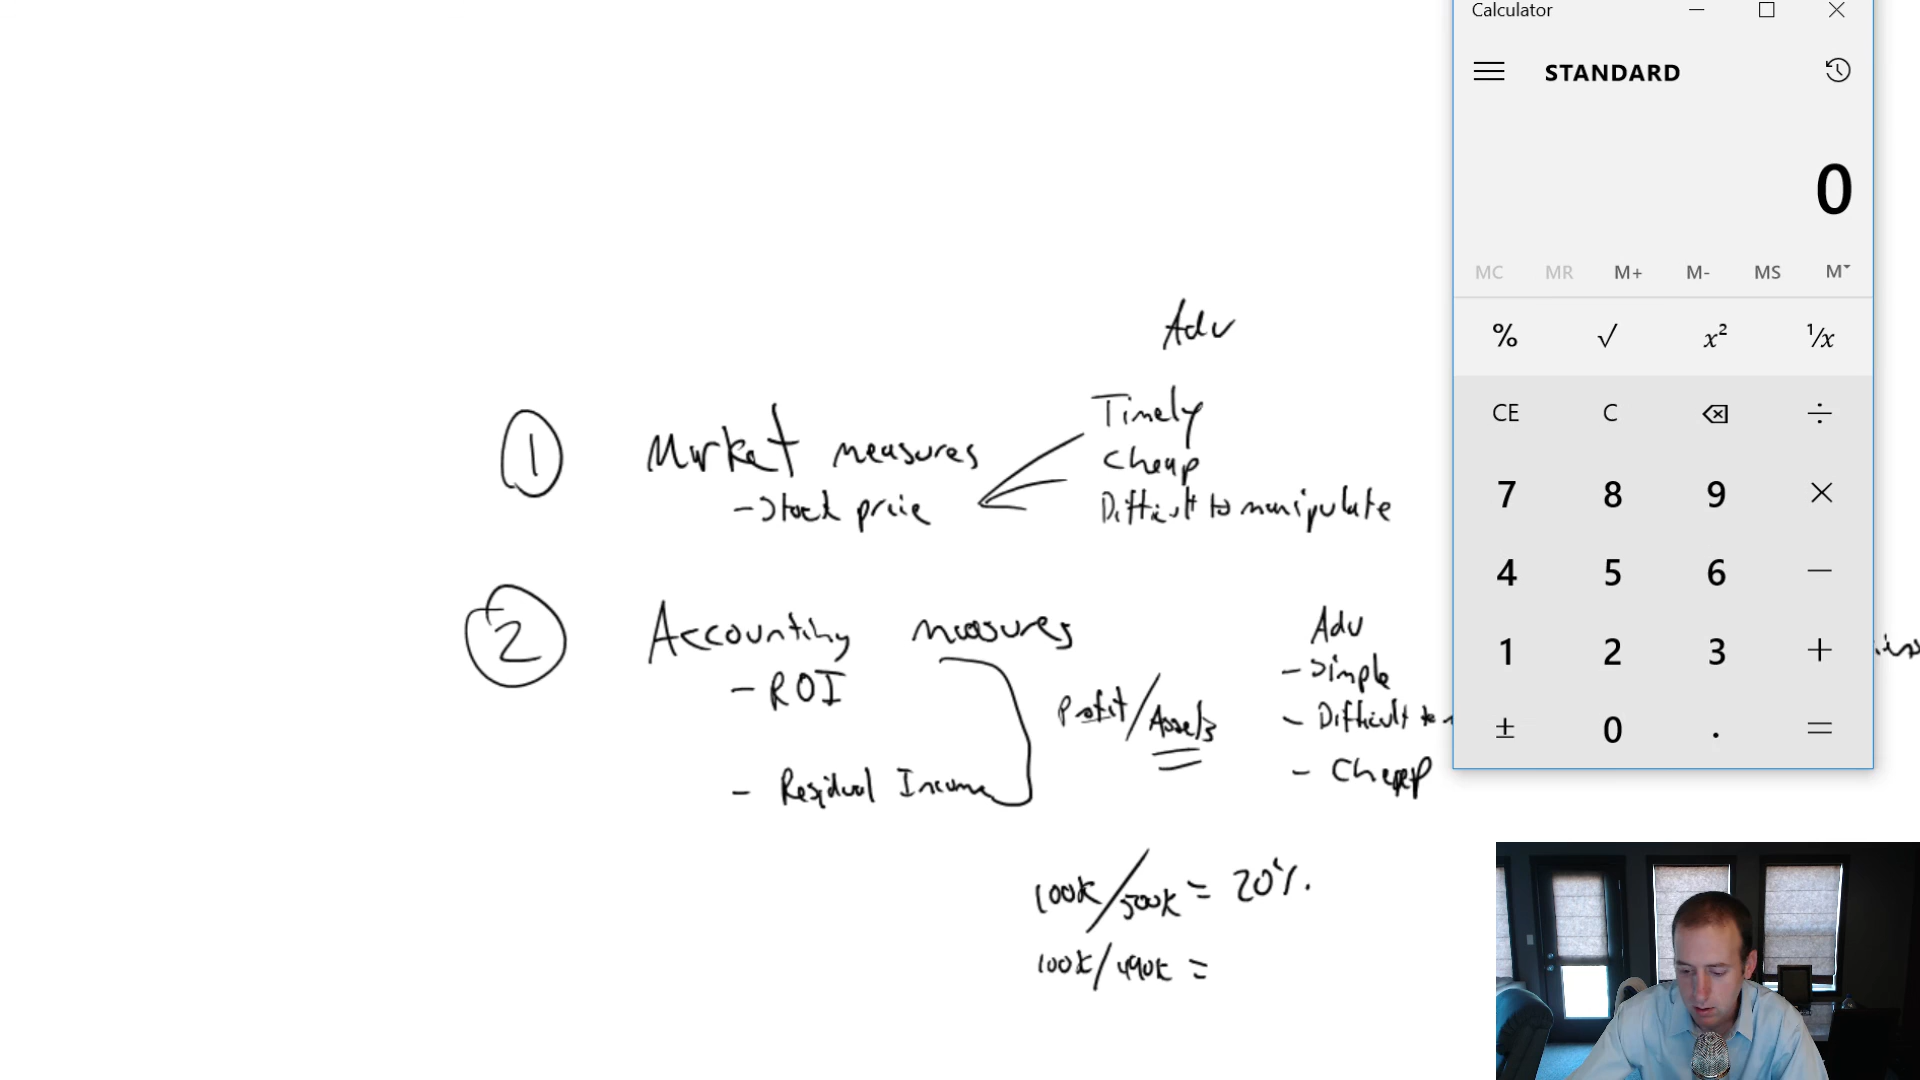 Calculator
STANDARD
0
MC MR M+ M- MS M
% √ x² ¹/x
CE C ÷
7 8 9 ×
4 5 6 −
1 2 3 +
± 0 . =
Adv
Timely
Cheap
Difficult to manipulate
① Market measures
- Stock price
② Accounting measures
- ROI
- Residual Income
Profit/Assets
Adv
- Simple
- Difficult to
- Cheap
100k/500k = 20%.
100k/490k =